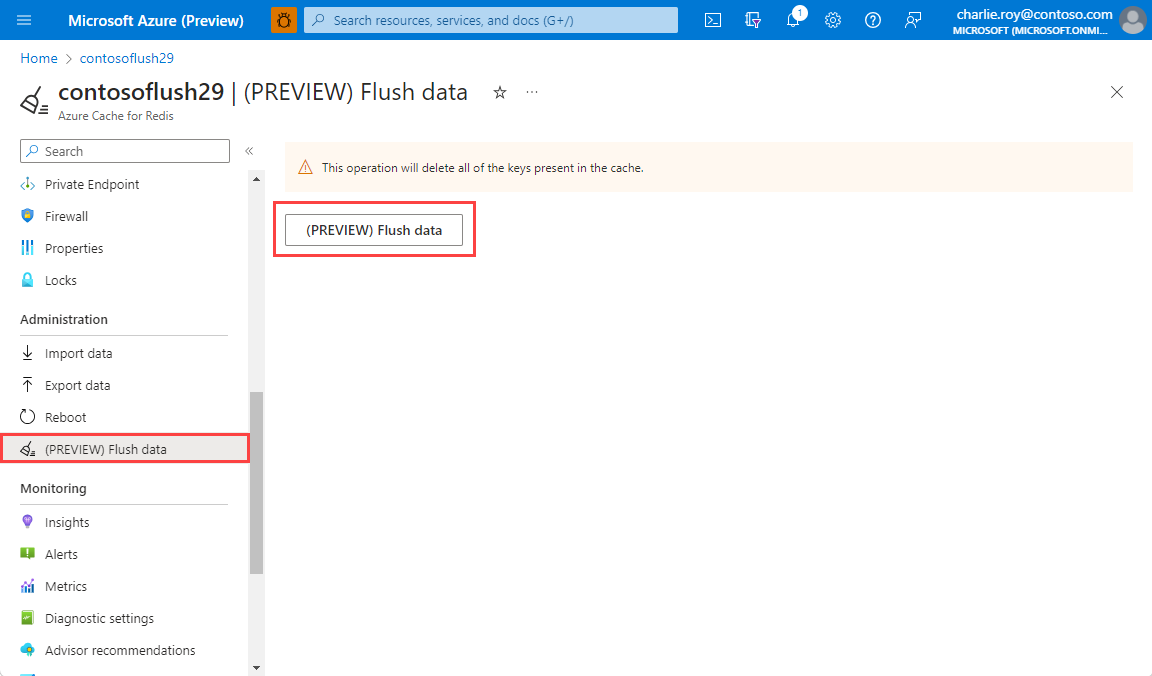 Microsoft Azure (Preview)
Search resources, services, and docs (G+/)
1
charlie.roy@contoso.com
MICROSOFT (MICROSOFT.ONMI...
Home > contosoflush29
contosoflush29 | (PREVIEW) Flush data
Azure Cache for Redis
Search
Private Endpoint
Firewall
Properties
Locks
Administration
Import data
Export data
Reboot
(PREVIEW) Flush data
Monitoring
Insights
Alerts
Metrics
Diagnostic settings
Advisor recommendations
This operation will delete all of the keys present in the cache.
(PREVIEW) Flush data